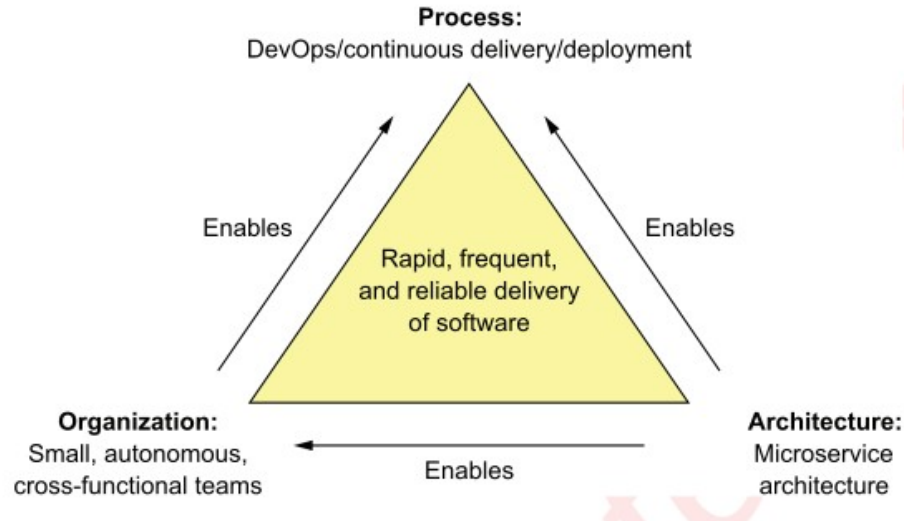 Process:
DevOps/continuous delivery/deployment
Enables
Enables
Rapid, frequent,
and reliable delivery
of software
Organization:
Small, autonomous,
cross-functional teams
Enables
Architecture:
Microservice
architecture